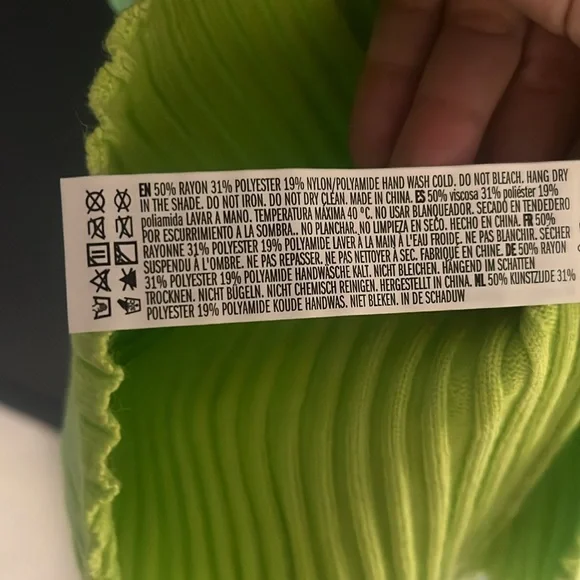 EN 50% RAYON 31% POLYESTER 19% NYLON/POLYAMIDE HAND WASH COLD. DO NOT BLEACH. HANG DRY
IN THE SHADE. DO NOT IRON. DO NOT DRY CLEAN. MADE IN CHINA. ES 50% viscosa 31% poliéster 19%
poliamida LAVAR A MANO. TEMPERATURA MÁXIMA 40 °C. NO USAR BLANQUEADOR. SECADO EN TENDEDERO
POR ESCURRIMIENTO A LA SOMBRA.. NO PLANCHAR. NO LIMPIEZA EN SECO. HECHO EN CHINA. FR 50%
RAYONNE 31% POLYESTER 19% POLYAMIDE LAVER À LA MAIN À L'EAU FROIDE. NE PAS BLANCHIR. SÉCHER
SUSPENDU À L'OMBRE. NE PAS REPASSER. NE PAS NETTOYER À SEC. FABRIQUÉ EN CHINE. DE 50% RAYON
31% POLYESTER 19% POLYAMIDE HANDWÄSCHE KALT. NICHT BLEICHEN. HÄNGEND IM SCHATTEN
TROCKNEN. NICHT BÜGELN. NICHT CHEMISCH REINIGEN. HERGESTELLT IN CHINA. NL 50% KUNSTZIJDE 31%
POLYESTER 19% POLYAMIDE KOUDE HANDWAS. NIET BLEKEN. IN DE SCHADUW